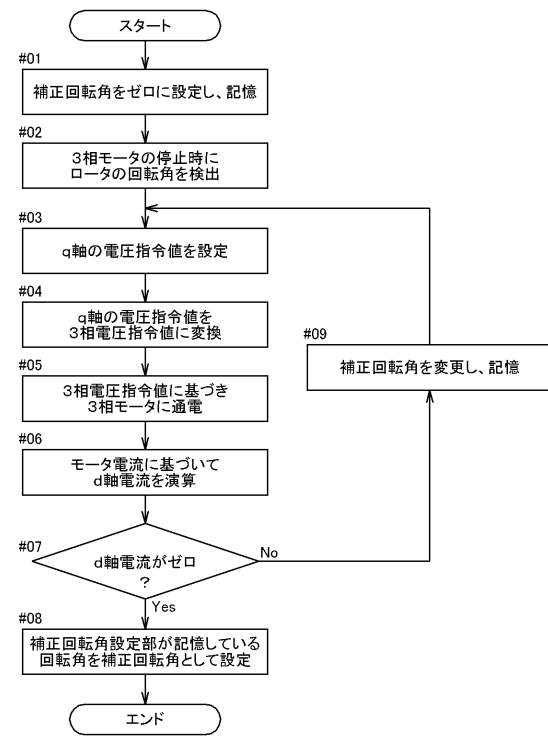 スタート
#01
補正回転角をゼロに設定し、記憶
#02
3相モータの停止時に
ロータの回転角を検出
#03
q軸の電圧指令値を設定
#04
q軸の電圧指令値を
3相電圧指令値に変換
#09
補正回転角を変更し、記憶
#05
3相電圧指令値に基づき
3相モータに通電
#06
モータ電流に基づいて
d軸電流を演算
#07
d軸電流がゼロ
?
No
Yes
#08
補正回転角設定部が記憶している
回転角を補正回転角として設定
エンド